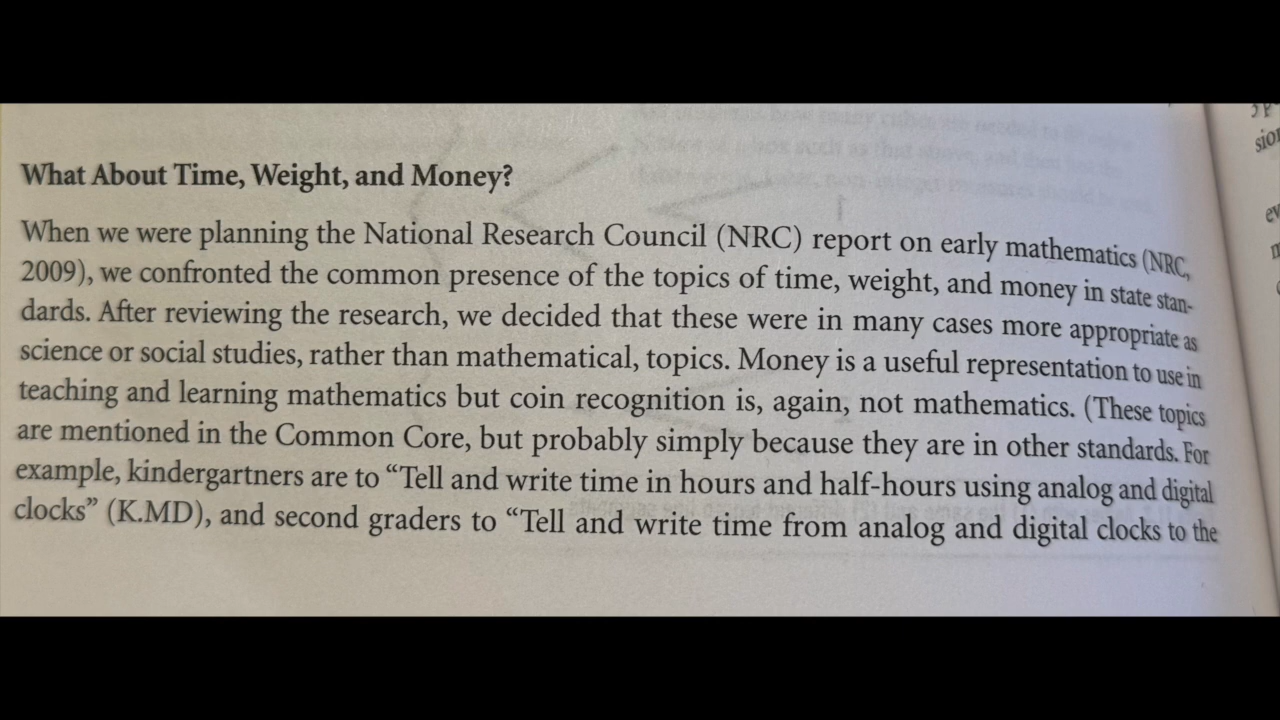 What About Time, Weight, and Money?
When we were planning the National Research Council (NRC) report on early mathematics (NRC,
2009), we confronted the common presence of the topics of time, weight, and money in state stan-
dards. After reviewing the research, we decided that these were in many cases more appropriate as
science or social studies, rather than mathematical, topics. Money is a useful representation to use in
teaching and learning mathematics but coin recognition is, again, not mathematics. (These topics
are mentioned in the Common Core, but probably simply because they are in other standards. For
example, kindergartners are to “Tell and write time in hours and half-hours using analog and digital
clocks” (K.MD), and second graders to “Tell and write time from analog and digital clocks to the